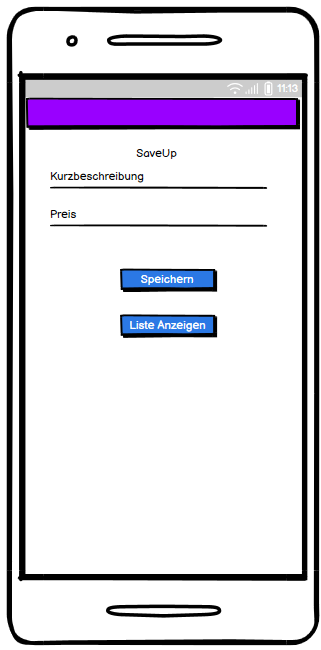 11:13
SaveUp
Kurzbeschreibung
Preis
Speichern
Liste Anzeigen